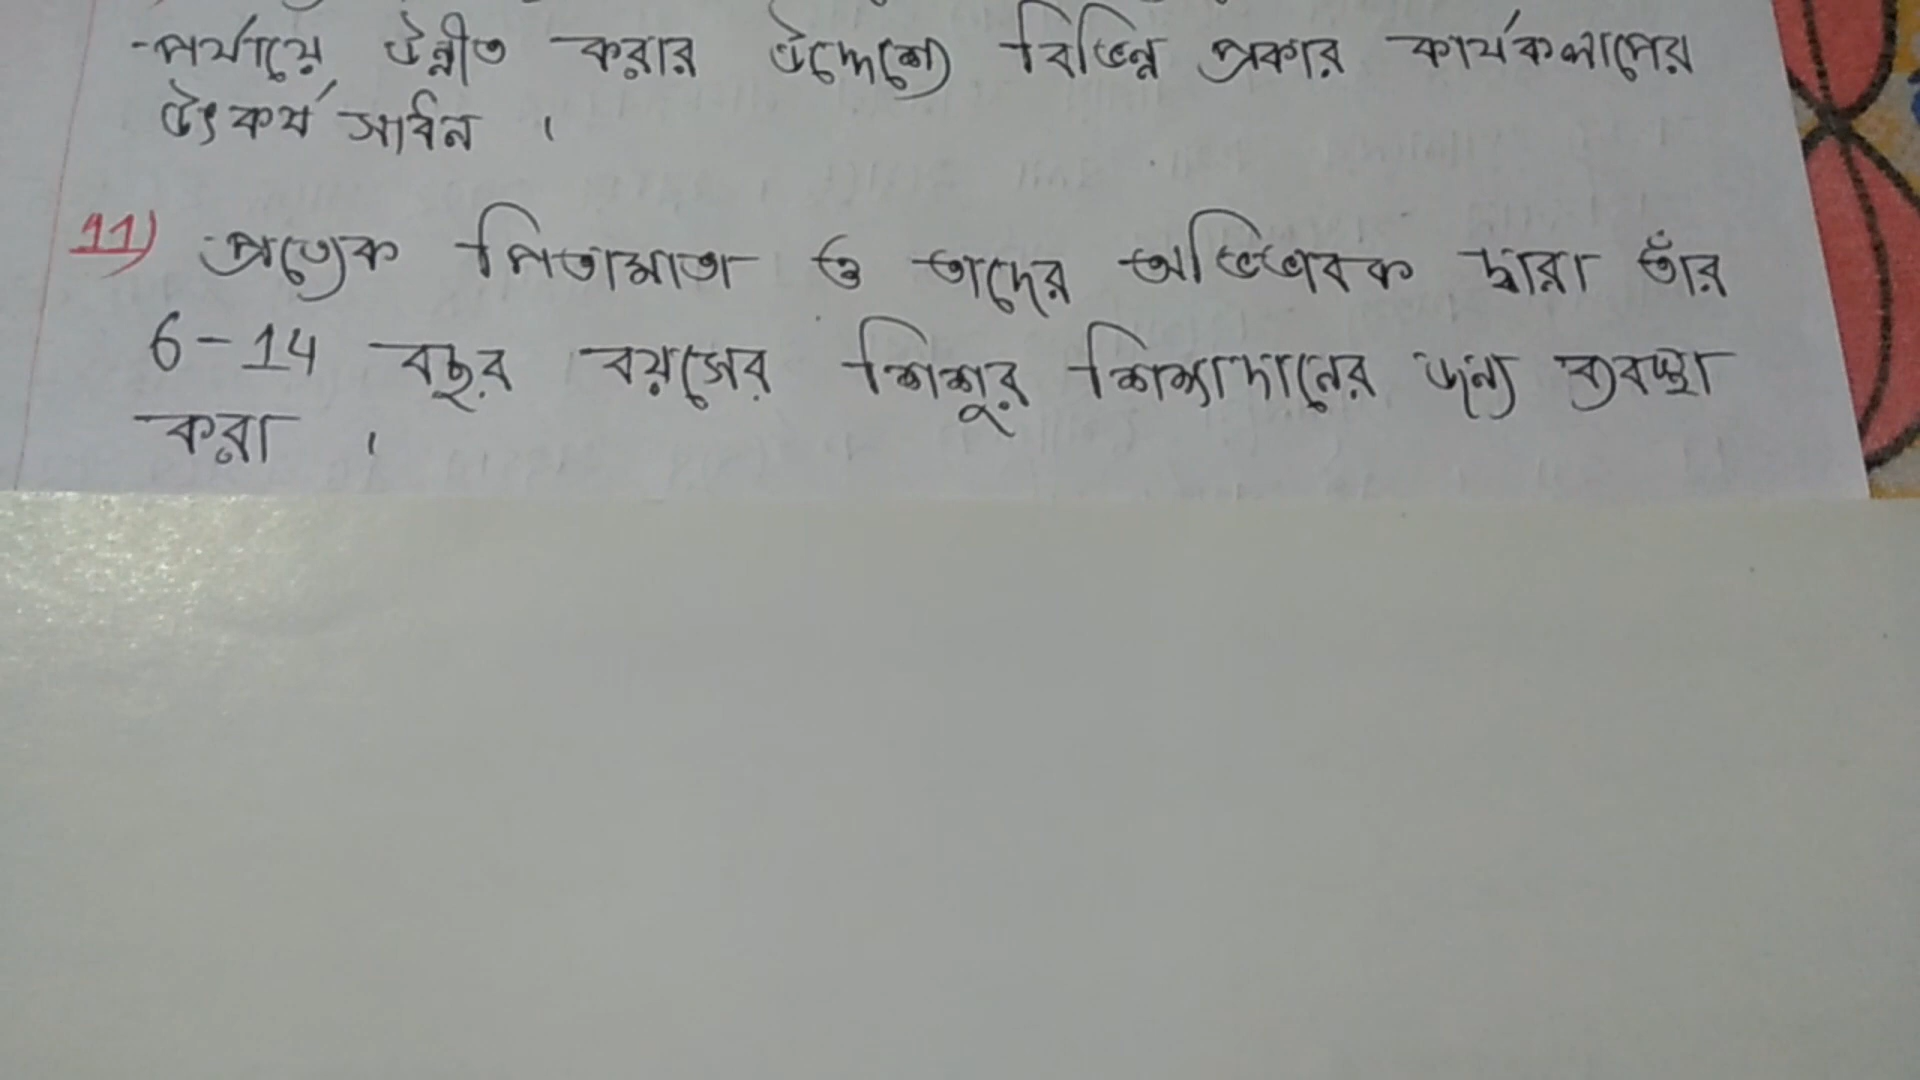 -পর্যায়ে উন্নীত করার উদ্দেশ্যে বিভিন্ন প্রকার কার্যকলাপের
উৎকর্ষ সাধন ।
11) প্রত্যেক পিতামাতা ও তাদের অভিভাবক দ্বারা তাঁর
6-14 বছর বয়সের শিশুর শিক্ষাদানের জন্য ব্যবস্থা
করা ।